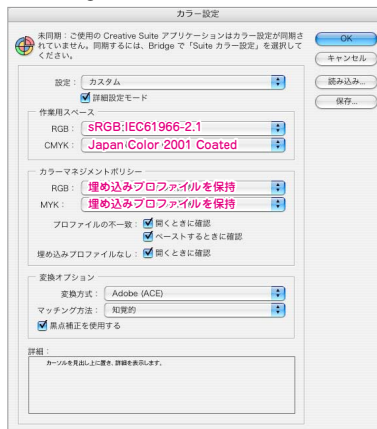 カラー設定
未同期：ご使用の Creative Suite アプリケーションはカラー設定が同期さ
れていません。同期するには、Bridge で「Suite カラー設定」を選択して
ください。
OK
キャンセル
読み込み...
保存...
設定： カスタム
詳細設定モード
作業用スペース
RGB： sRGB:IEC61966-2.1
CMYK： Japan Color 2001 Coated
カラーマネジメントポリシー
RGB： 埋め込みプロファイルを保持
MYK： 埋め込みプロファイルを保持
プロファイルの不一致： 開くときに確認
ペーストするときに確認
埋め込みプロファイルなし： 開くときに確認
変換オプション
変換方式： Adobe (ACE)
マッチング方法： 知覚的
黒点補正を使用する
詳細：
カーソルを見出し上に置き、詳細を表示します。